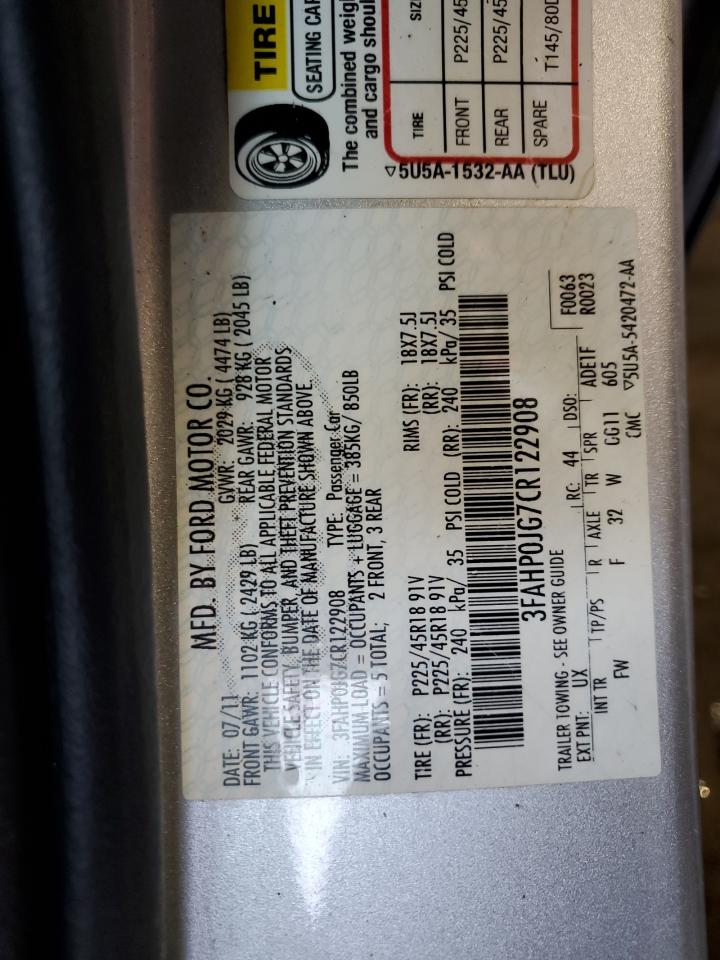 MFD. BY FORD MOTOR CO.
DATE: 07/11 GVWR: 2029 KG ( 4474 LB)
FRONT GAWR: 1102 KG ( 2429 LB) REAR GAWR: 928 KG ( 2045 LB)
THIS VEHICLE CONFORMS TO ALL APPLICABLE FEDERAL MOTOR
VEHICLE SAFETY, BUMPER, AND THEFT PREVENTION STANDARDS
IN EFFECT ON THE DATE OF MANUFACTURE SHOWN ABOVE.
VIN: 3FAHP0JG7CR122908 TYPE: Passenger Car
MAXIMUM LOAD = OCCUPANTS + LUGGAGE = 385KG/ 850LB
OCCUPANTS = 5 TOTAL; 2 FRONT, 3 REAR
TIRE (FR): P225/45R18 91V RIMS (FR): 18X7.5J
(RR): P225/45R18 91V (RR): 18X7.5J
PRESSURE (FR): 240 kPa/ 35 PSI COLD (RR): 240 kPa/ 35 PSI COLD
3FAHP0JG7CR122908
TRAILER TOWING - SEE OWNER GUIDE F0063
EXT PNT: UX RC: 44 DSO: R0023
INT TR TP/PS R AXLE TR SPR ADE1F
FW F 32 W GG11 605
CMC ▽5U5A-5420472-AA
TIRE
SEATING CAP
The combined weig
and cargo shoul
TIRE SIZ
FRONT P225/45
REAR P225/45
SPARE T145/80D
▽5U5A-1532-AA (TLU)